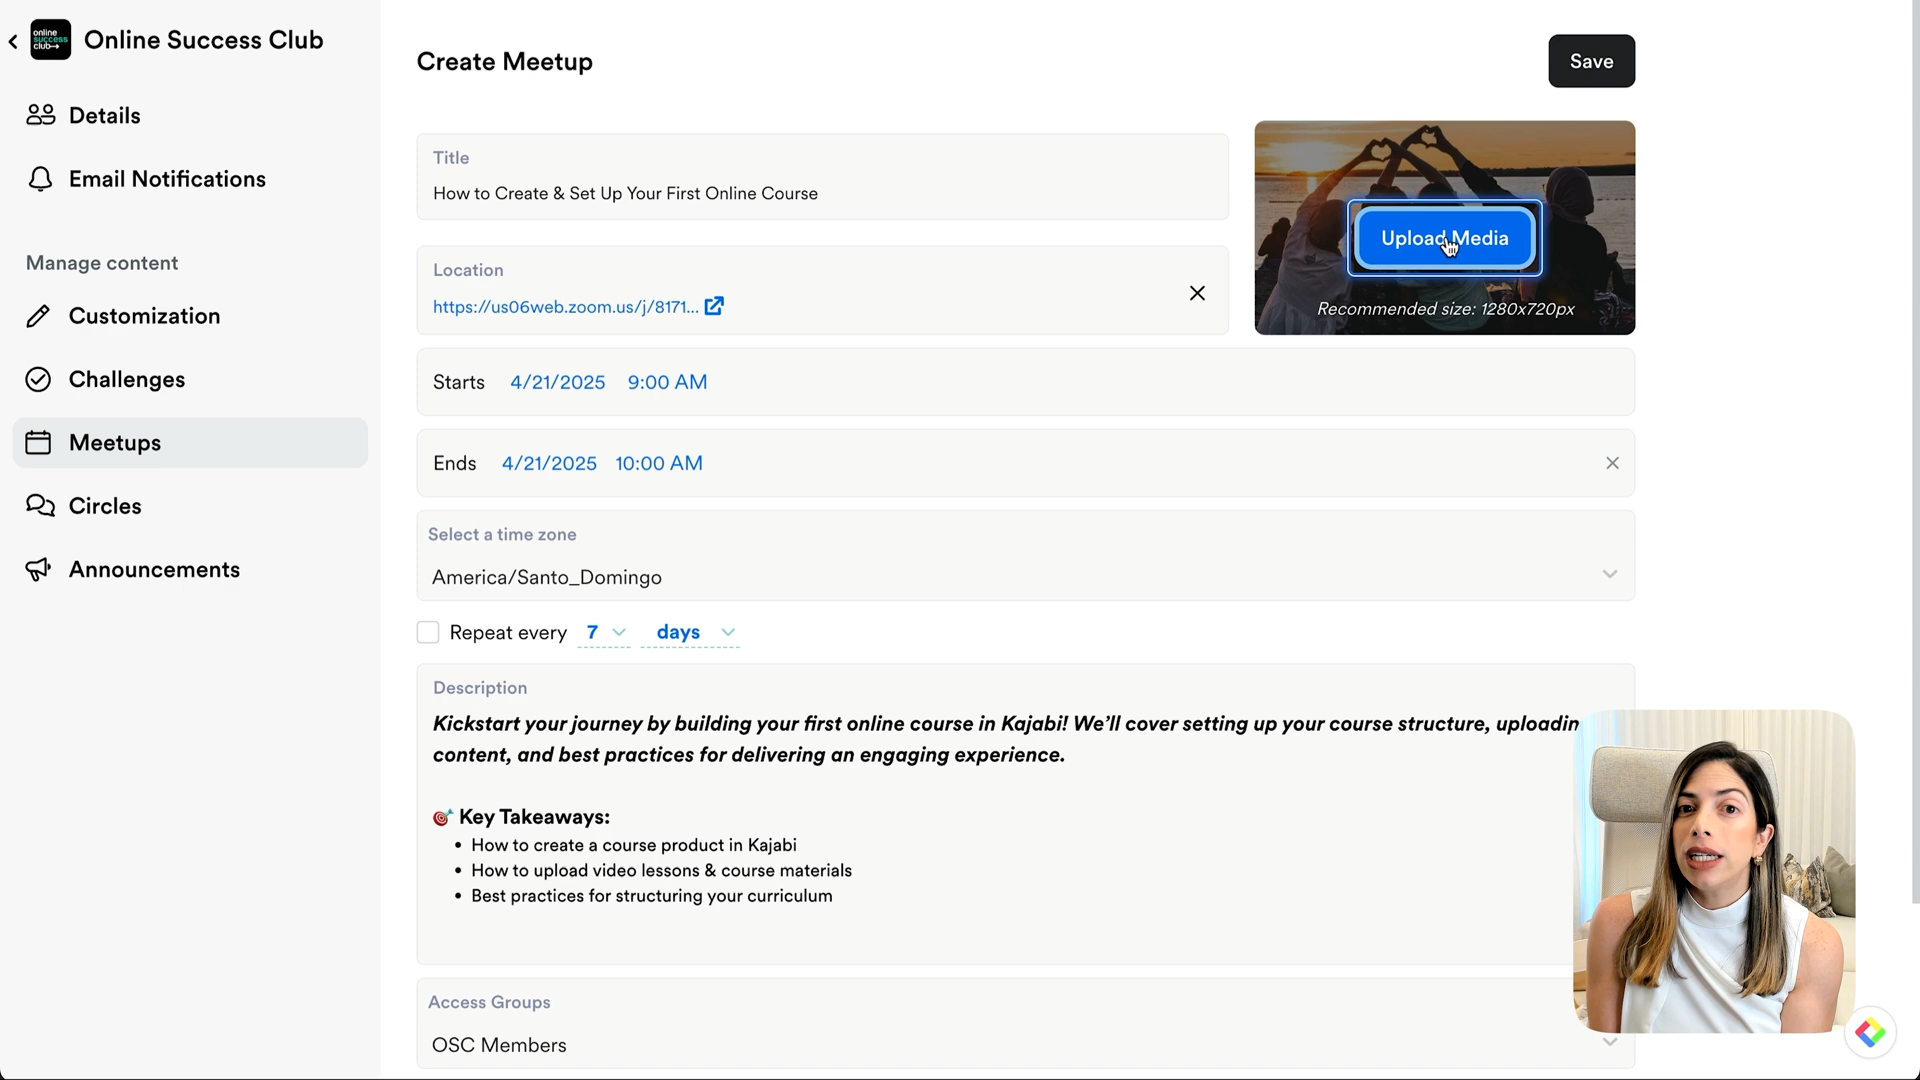 online
success
club→
Online Success Club
Details
Email Notifications
Manage content
Customization
Challenges
Meetups
Circles
Announcements
Create Meetup
Save
Title
How to Create & Set Up Your First Online Course
Location
https://us06web.zoom.us/j/8171...
Upload Media
Recommended size: 1280x720px
Starts 4/21/2025 9:00 AM
Ends 4/21/2025 10:00 AM
Select a time zone
America/Santo_Domingo
Repeat every 7 days
Description
Kickstart your journey by building your first online course in Kajabi! We’ll cover setting up your course structure, uploadin
content, and best practices for delivering an engaging experience.
🎯 Key Takeaways:
• How to create a course product in Kajabi
• How to upload video lessons & course materials
• Best practices for structuring your curriculum
Access Groups
OSC Members